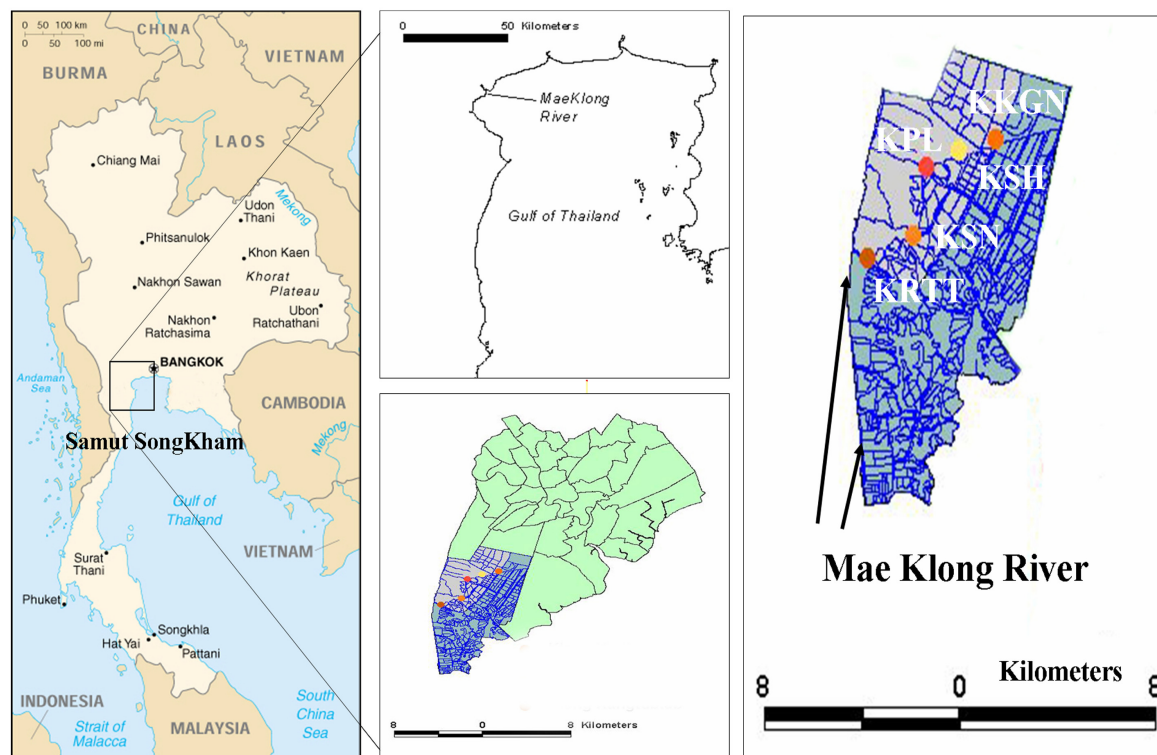 0 50 100 km
0 50 100 mi
CHINA
VIETNAM
BURMA
LAOS
Chiang Mai
Mekong
Udon
Thani
Phitsanulok
Khon Kaen
Khorat
Plateau
Nakhon Sawan
Ubon
Ratchathani
Nakhon
Ratchasima
BANGKOK
Andaman
Sea
CAMBODIA
Mekong
Samut SongKham
Gulf of
Thailand
VIETNAM
Surat
Thani
Phuket
Songkhla
Hat Yai
Pattani
INDONESIA
Strait of
Malacca
MALAYSIA
South
China
Sea
0 50 Kilometers
MaeKlong
River
Gulf of Thailand
8 0 8 Kilometers
KKGN
KPL
KSH
KSN
KRTT
Mae Klong River
Kilometers
8 0 8